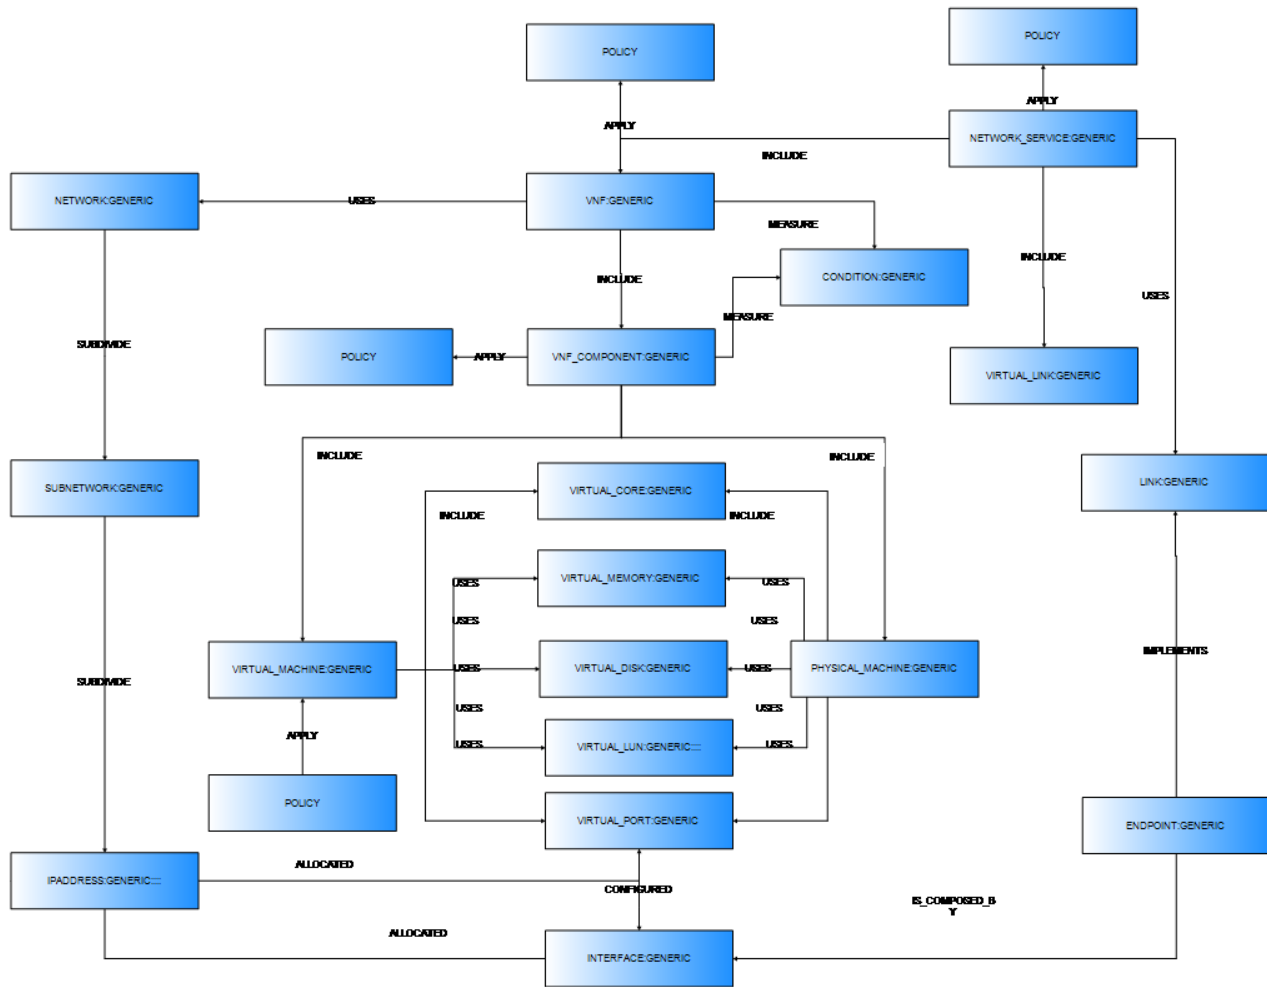 POLICY
POLICY
APPLY
APPLY
NETWORK_SERVICE:GENERIC
INCLUDE
NETWORK:GENERIC
USES
VNF:GENERIC
MEASURE
CONDITION:GENERIC
INCLUDE
INCLUDE
USES
MEASURE
SUBDIVIDE
POLICY
APPLY
VNF_COMPONENT:GENERIC
VIRTUAL_LINK:GENERIC
INCLUDE
INCLUDE
SUBNETWORK:GENERIC
VIRTUAL_CORE:GENERIC
LINK:GENERIC
INCLUDE
INCLUDE
USES
VIRTUAL_MEMORY:GENERIC
USES
USES
USES
IMPLEMENTS
VIRTUAL_MACHINE:GENERIC
USES
VIRTUAL_DISK:GENERIC
USES
PHYSICAL_MACHINE:GENERIC
SUBDIVIDE
USES
USES
APPLY
USES
VIRTUAL_LUN:GENERIC::::
USES
POLICY
VIRTUAL_PORT:GENERIC
ENDPOINT:GENERIC
ALLOCATED
IPADDRESS:GENERIC::::
CONFIGURED
IS_COMPOSED_B
Y
ALLOCATED
INTERFACE:GENERIC